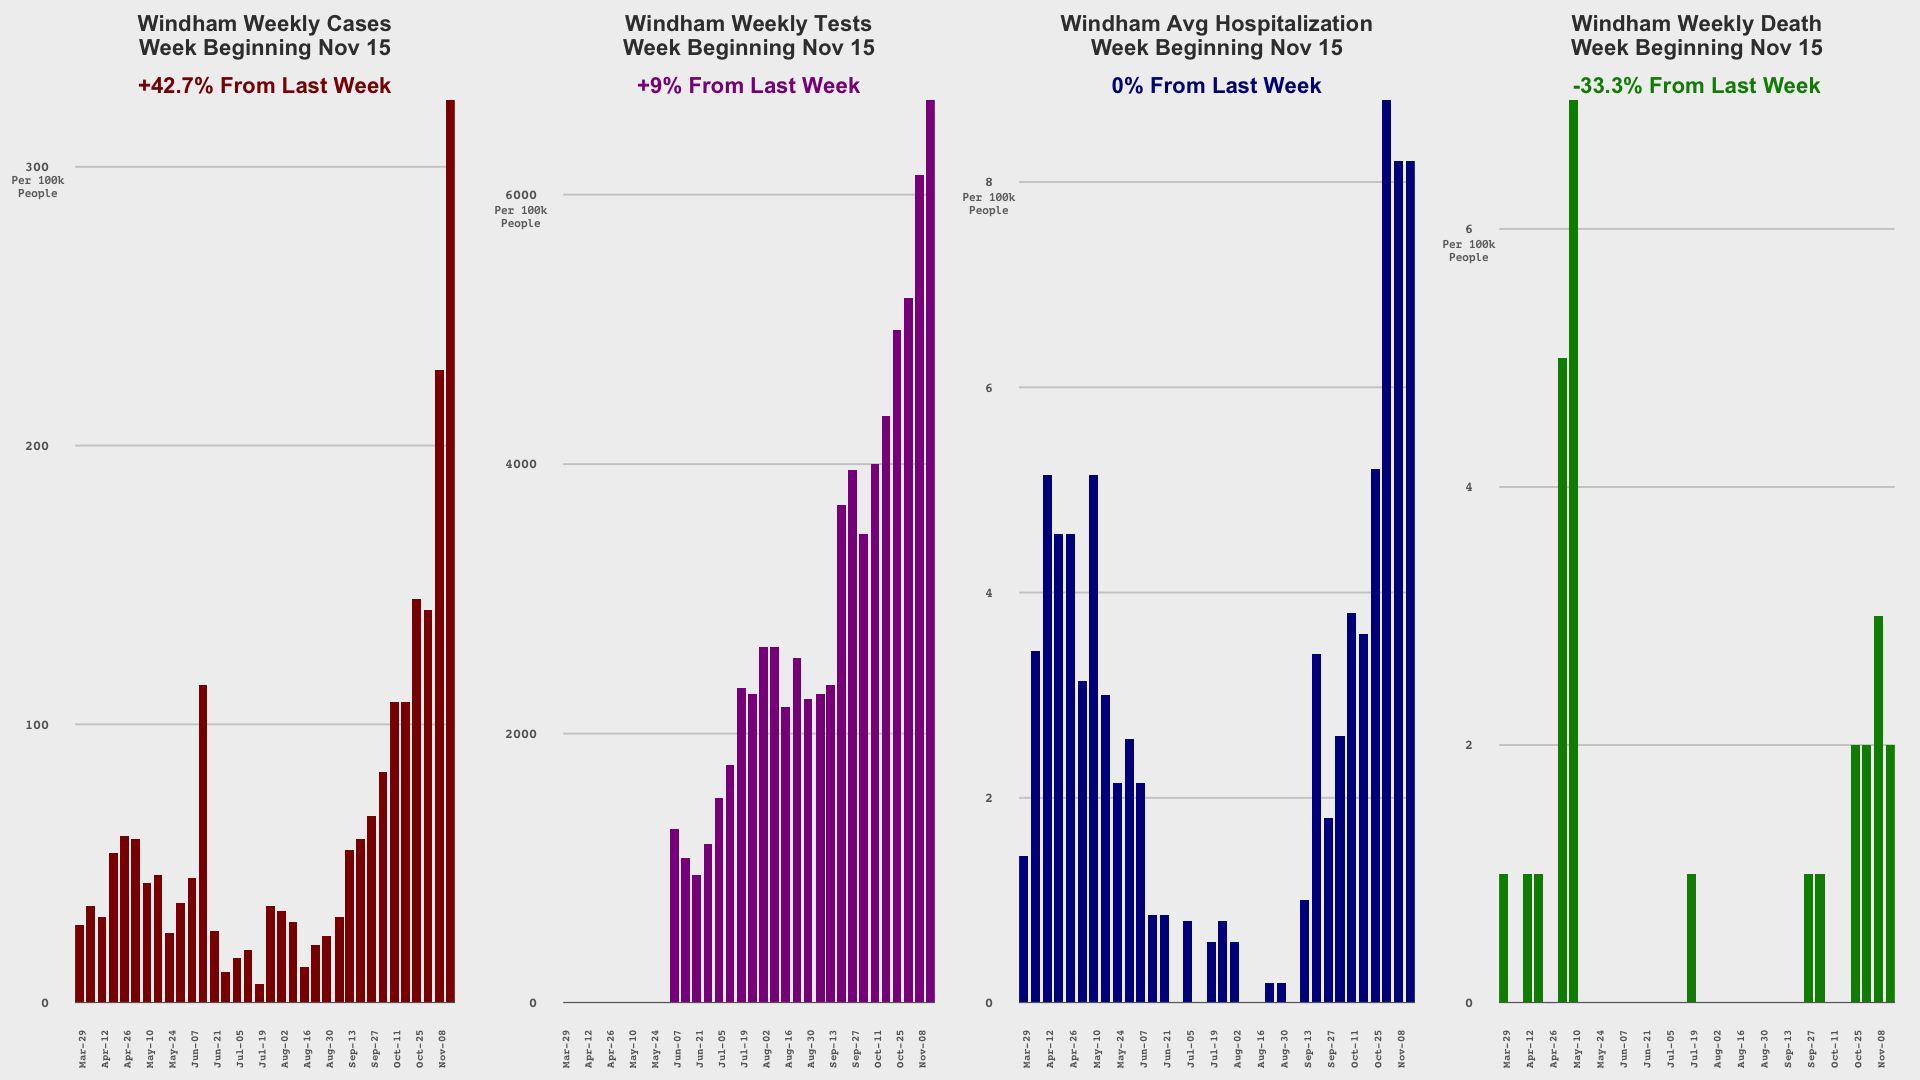 Windham Weekly Cases
Week Beginning Nov 15
+42.7% From Last Week
300
Per 100k
People
200
100
0
Mar-29
Apr-12
Apr-26
May-10
May-24
Jun-07
Jun-21
Jul-05
Jul-19
Aug-02
Aug-16
Aug-30
Sep-13
Sep-27
Oct-11
Oct-25
Nov-08
Windham Weekly Tests
Week Beginning Nov 15
+9% From Last Week
6000
Per 100k
People
4000
2000
0
Mar-29
Apr-12
Apr-26
May-10
May-24
Jun-07
Jun-21
Jul-05
Jul-19
Aug-02
Aug-16
Aug-30
Sep-13
Sep-27
Oct-11
Oct-25
Nov-08
Windham Avg Hospitalization
Week Beginning Nov 15
0% From Last Week
8
Per 100k
People
6
4
2
0
Mar-29
Apr-12
Apr-26
May-10
May-24
Jun-07
Jun-21
Jul-05
Jul-19
Aug-02
Aug-16
Aug-30
Sep-13
Sep-27
Oct-11
Oct-25
Nov-08
Windham Weekly Death
Week Beginning Nov 15
-33.3% From Last Week
6
Per 100k
People
4
2
0
Mar-29
Apr-12
Apr-26
May-10
May-24
Jun-07
Jun-21
Jul-05
Jul-19
Aug-02
Aug-16
Aug-30
Sep-13
Sep-27
Oct-11
Oct-25
Nov-08